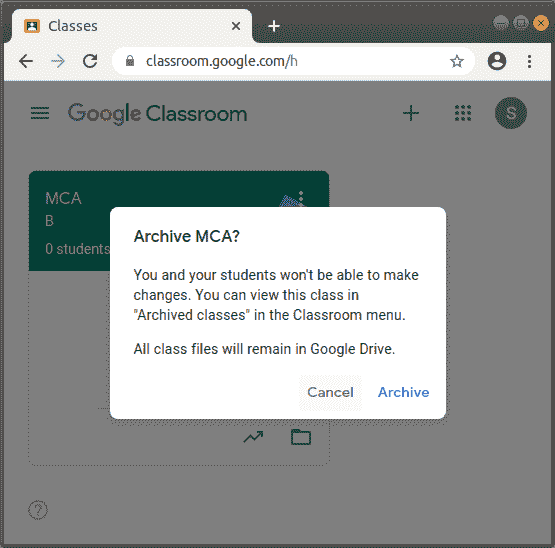 Classes
classroom.google.com/h
Google Classroom
S
MCA
B
0 students
Archive MCA?
You and your students won't be able to make
changes. You can view this class in
"Archived classes" in the Classroom menu.
All class files will remain in Google Drive.
Cancel
Archive
?